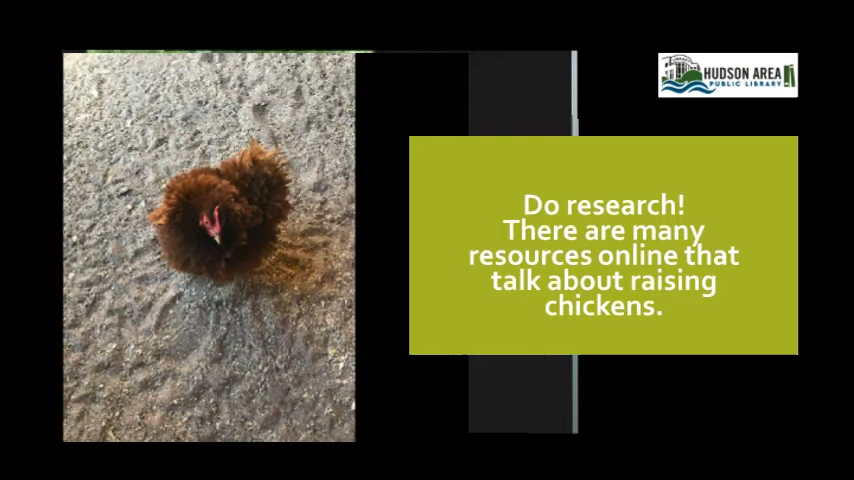 HUDSON AREA
PUBLIC LIBRARY
Do research!
There are many
resources online that
talk about raising
chickens.